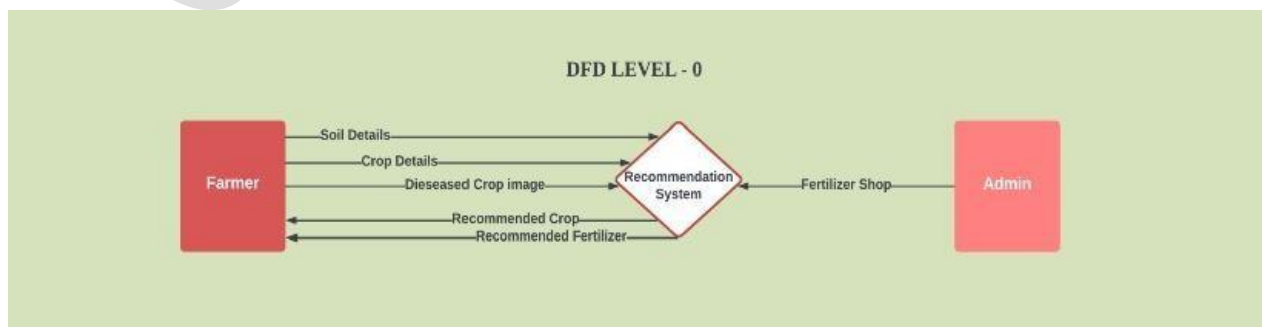 DFD LEVEL - 0
Farmer
Soil Details
Crop Details
Dieseased Crop image
Recommended Crop
Recommended Fertilizer
Recommendation
System
Fertilizer Shop
Admin